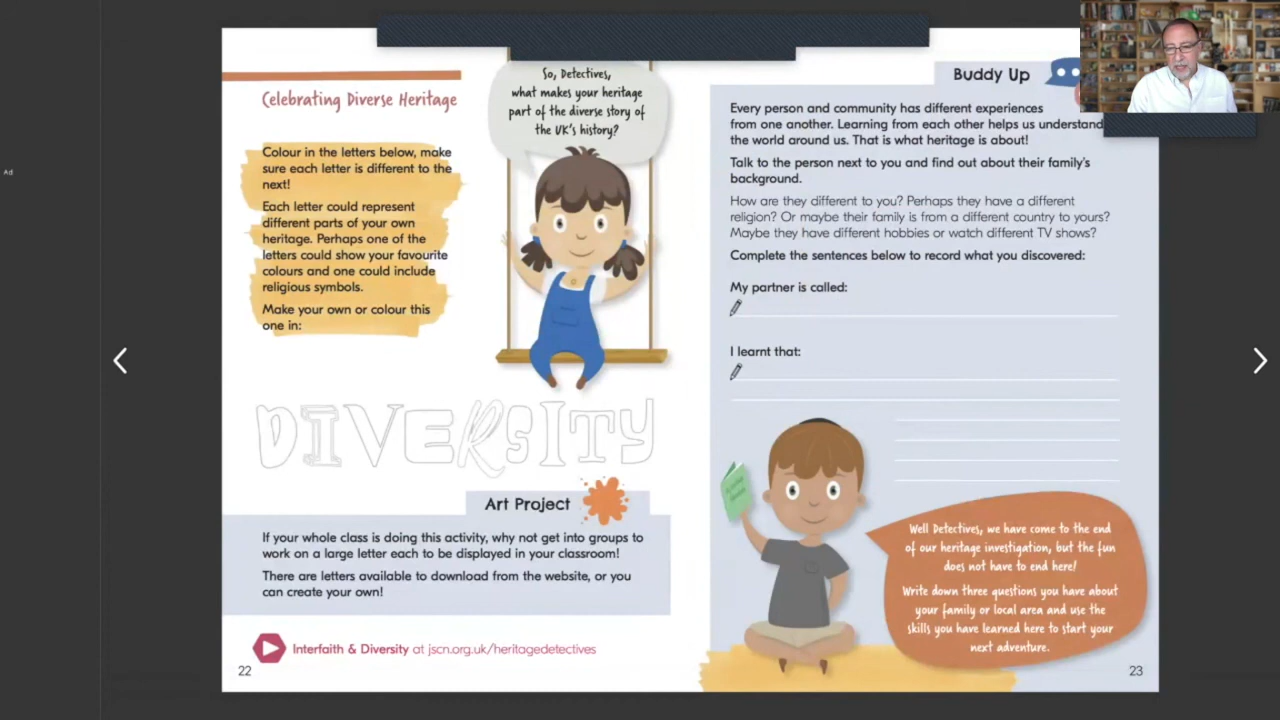 Ad
Celebrating Diverse Heritage
Colour in the letters below, make
sure each letter is different to the
next!
Each letter could represent
different parts of your own
heritage. Perhaps one of the
letters could show your favourite
colours and one could include
religious symbols.
Make your own or colour this
one in:
So, Detectives,
what makes your heritage
part of the diverse story of
the UK's history?
DIVERSITY
Art Project
If your whole class is doing this activity, why not get into groups to
work on a large letter each to be displayed in your classroom!
There are letters available to download from the website, or you
can create your own!
Interfaith & Diversity at jscn.org.uk/heritagedetectives
22
Buddy Up
Every person and community has different experiences
from one another. Learning from each other helps us understand
the world around us. That is what heritage is about!
Talk to the person next to you and find out about their family's
background.
How are they different to you? Perhaps they have a different
religion? Or maybe their family is from a different country to yours?
Maybe they have different hobbies or watch different TV shows?
Complete the sentences below to record what you discovered:
My partner is called:
I learnt that:
Well Detectives, we have come to the end
of our heritage investigation, but the fun
does not have to end here!
Write down three questions you have about
your family or local area and use the
skills you have learned here to start your
next adventure.
23